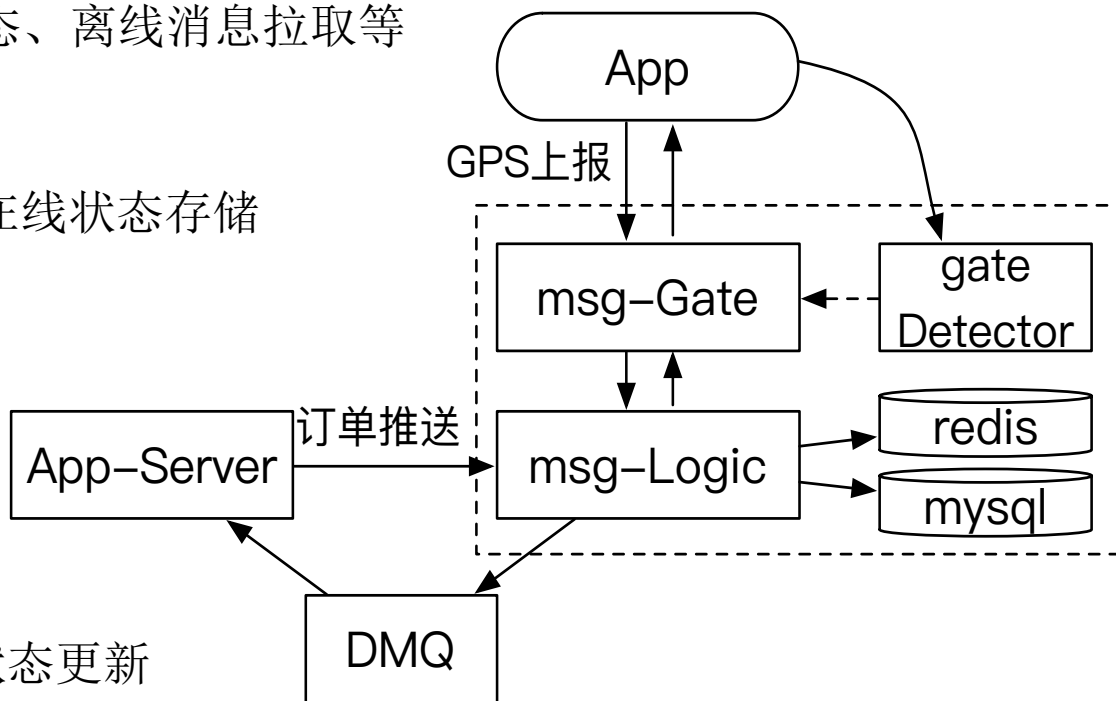 态、离线消息拉取等
App
GPS上报
在线状态存储
msg-Gate
gate
Detector
订单推送
redis
App-Server
msg-Logic
mysql
DMQ
状态更新